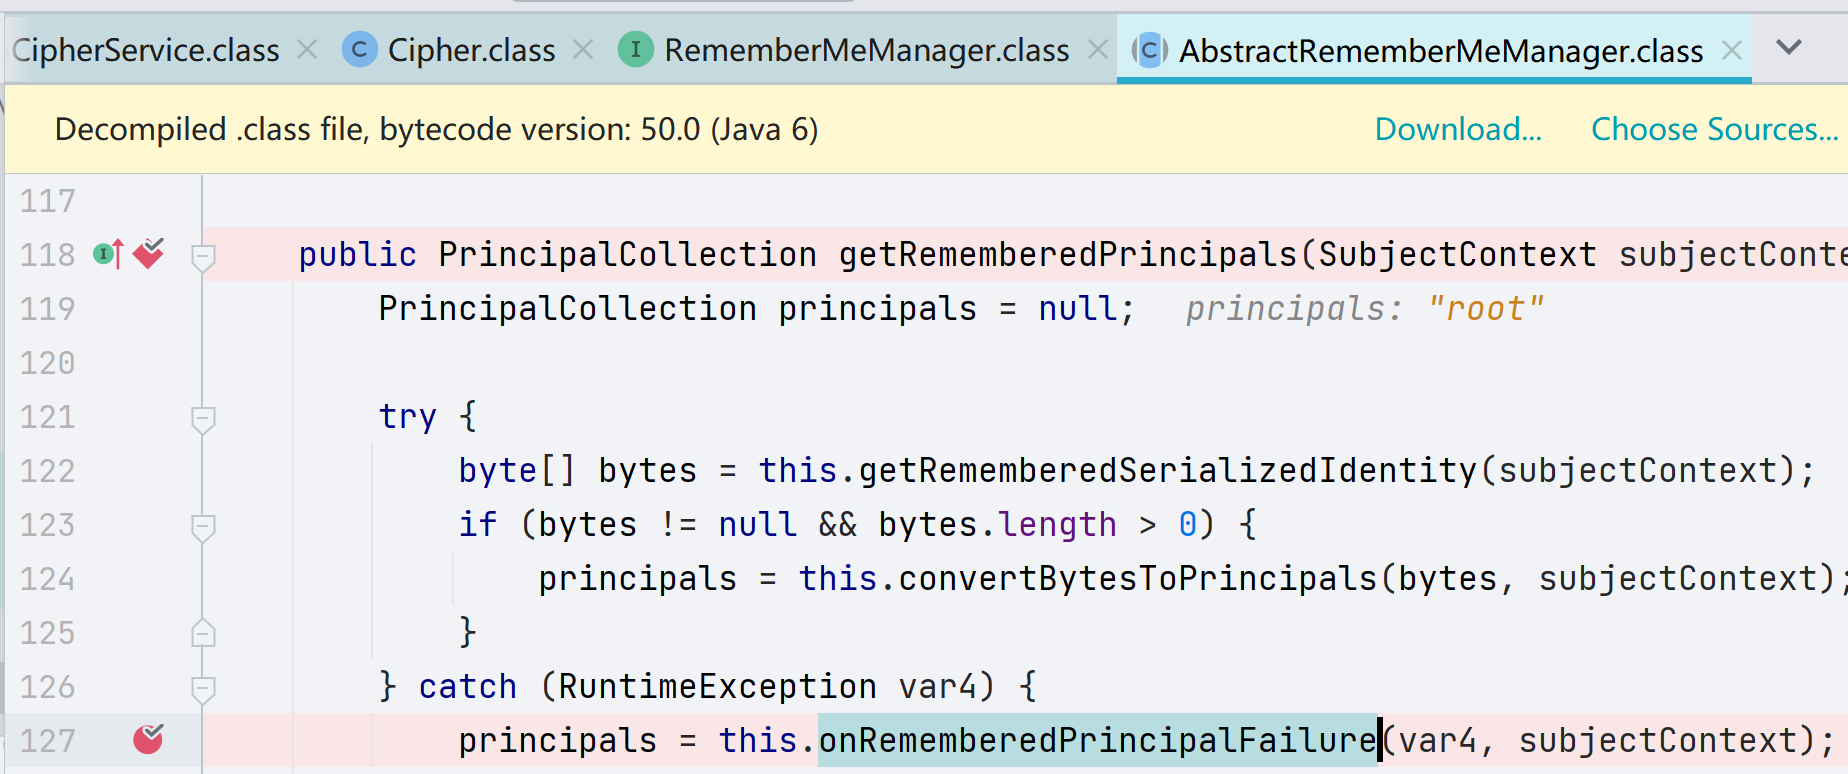 CipherService.class Cipher.class RememberMeManager.class AbstractRememberMeManager.class
Decompiled .class file, bytecode version: 50.0 (Java 6) Download... Choose Sources...
117
118 public PrincipalCollection getRememberedPrincipals(SubjectContext subjectConte
119 PrincipalCollection principals = null; principals: "root"
120
121 try {
122 byte[] bytes = this.getRememberedSerializedIdentity(subjectContext);
123 if (bytes != null && bytes.length > 0) {
124 principals = this.convertBytesToPrincipals(bytes, subjectContext);
125 }
126 } catch (RuntimeException var4) {
127 principals = this.onRememberedPrincipalFailure(var4, subjectContext);